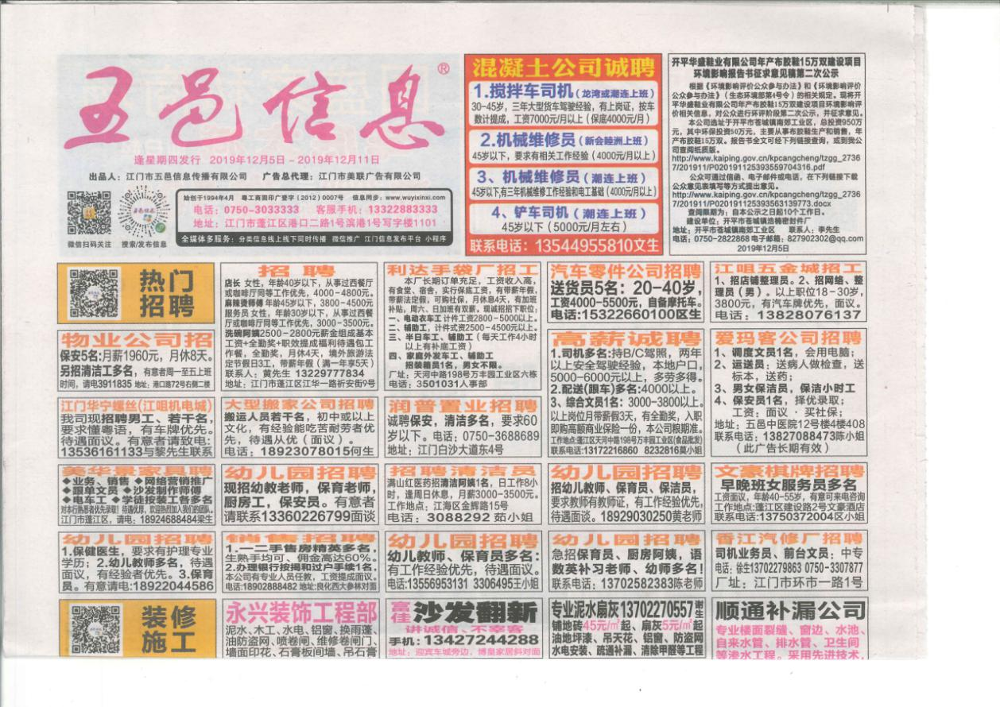 五邑信息®
逢星期四发行 2019年12月5日－2019年12月11日
出品人：江门市五邑信息传播有限公司 广告总代理：江门市美联广告有限公司
微信扫码关注 搜索/发布信息
始创于1994年4月 粤工商固印广登字（2012）0007号 信息同步：www.wuyixinxi.com
电话：0750-3033333 客服手机：13322883333
地址：江门市蓬江区港口二路1号滨港1号写字楼1101
全媒体多服务：分类信息线上线下同时传播 微信推广 江门信息发布平台 小程序
混凝土公司诚聘
1.搅拌车司机（龙湾或潮连上班）
30-45岁，三年大型货车驾驶经验，有上岗证，按车
数计提成，工资7000元/月以上（保底4000元/月）
2.机械维修员（新会睦洲上班）
45岁以下，要求有相关工作经验（4000元/月以上）
3、机械维修员（潮连上班）
45岁以下,有三年机械维修工作经验和电工基础（4000元/月以上）
4、铲车司机（潮连上班）
45岁以下（5000元/月左右）
联系电话：13544955810文生
开平华盛鞋业有限公司年产布胶鞋15万双建设项目
环境影响报告书征求意见稿第二次公示
根据《环境影响评价公众参与办法》和《环境影响评价
公众参与办法》（生态环境部第4号令）的相关规定。现将开
平华盛鞋业有限公司年产布胶鞋15万双建设项目环境影响评
价相关信息，对公众进行环评阶段第二次公示，并征求意见。
本公司选址于开平市苍城镇南郊工业区，总投资950万
元，其中环保投资50万元，主要从事布胶鞋生产和销售，年
产布胶鞋15万双。报告书全文可经下列链接查询，或到我公
司查阅纸质版。
http://www.kaiping.gov.cn/kpcangcheng/tzgg_2736
7/201911/P020191125393559704316.pdf
公众可通过信函、电子邮件或电话，在下列链接下载
公众意见表填写等方式提出意见。
http://www.kaiping.gov.cn/kpcangcheng/tzgg_2736
7/201911/P020191125393563139773.docx
查阅限期为：自本公示之日起10个工作日。
建设单位：开平市苍城镇浩楠密封件厂
地址：开平市苍城镇南郊工业区 联系人：李先生
电话：0750-2822868 电子邮箱：827902302@qq.com
2019年12月5日
热门
招聘
招聘
店长 女性，年龄40岁以下，从事过西餐厅
或咖啡厅同等工作优先，4000－4800元。
麻辣烫师傅 年龄45岁以下，3800－4500元
服务员 女性，年龄30岁以下，从事过西餐
厅或咖啡厅同等工作优先，3000－3500元。
洗碗阿姨2500－2800元薪金组成基本
工资+全勤奖+职效提成福利待遇包工
作餐，全勤奖，月休4天，境外旅游法
定节假日3工，带薪年假（满一年享5天）
联系人：黄先生 13229777834
地址：江门市蓬江区江华一路祈安街9号
利达手袋厂招工
本厂长期订单充足，工资收入高，
有食堂、宿舍，实行保底工资，有带薪年假，
带薪法定假，可购社保，月休息4天，有加班
补贴，周六、日加班有双薪。现诚招招下职位：
一、电动衣车工 计件工资2800－5000以上。
二、辅助工，计件式资2500－4500元以上。
三、半日车工、辅助工（每天工作4小时
以上有补底工资）
四、家庭外发车工、辅助工
招装箱员1名，男女不限。
厂址：天河中路198号万丰园工业区六栋
电话：3501031人事部
汽车零件公司招聘
送货员5名：20－40岁，
工资4000－5500元，自备摩托车。
电话:15322660100区生
江咀五金城招工
1、招店铺整理员。2、招网络、整
理员（男）。以上职位18－30岁，
3800元，有汽车牌优先，面议。
电话：13828076137
物业公司招
保安5名:月薪1960元，月休8天。
另招清洁工多名，有意者周一至五上班
时间，请电3911835 地址：港口路72号右侧二楼
高薪诚聘
1.司机多名:持B/C驾照，两年
以上安全驾驶经验，本地户口，
5000-6000元以上，多劳多得。
2.配送(跟车)多名:4000以上。
3、综合文员1名：3000-3800以上。
以上岗位月带薪假3天，有全勤奖，入职
即购高额商业保险一份，本公司粮期准。
工作地点:蓬江区天河中路198号万丰园工业区(食品批发)
联系电话:13172216860 8232816莫小姐
爱玛客公司招聘
1、调度文员1名，会用电脑；
2、运送员：送病人做检查，送
标本，送药；
3、男女保洁员，保洁小时工
4、保安员1名，择优录取；
工资：面议·买社保；
地址：五邑中医院12号楼4楼408
联系电话：13827088473陈小姐
（此广告长期有效）
江门华宁螺丝(江咀机电城)
我司现招聘男工、若干名，
要求懂粤语，有车牌优先。
待遇面议。有意者请致电:
13536161133与黎先生联系
大型搬家公司招聘
搬运人员若干名，初中或以上
文化，有经验能吃苦耐劳者优
先，待遇从优（面议）。
电话：18923078015何生
润普置业招聘
诚聘保安，清洁多名，要求60
岁以下。电话：0750-3688689
地址：江门白沙大道东4号
美华景家具聘
◆业务、销售 ◆网络营销推广
◆跟单文员 ◆沙发制作师傅
◆电车工 ◆学徒按装工各多名
对本行熟悉者优先录取！待遇优厚，欢迎热烈加入我们的团队。
江门市蓬江区，请电：18924688484梁生
幼儿园招聘
现招幼教老师，保育老师，
厨房工，保安员。有意者
请联系13360226799面谈
招聘清洁员
满山红医药招清洁阿姨1名，日工作8小
时，逢周日休息，月薪3000－3500元。
工作地点：江海区金辉路15号
电话：3088292 茹小姐
幼儿园招聘
招幼儿教师、保育员、保洁员，
要求教师有教师证，有工作经验优先，
待遇面谈。18929030250黄老师
文豪棋牌招聘
早晚班女服务员多名
工资面议，年龄40-55岁，有意可来电咨询
工作地点:蓬江区建设路2号文豪酒店
联系电话:13750372004区小姐
幼儿园招聘
1.保健医生，要求有护理专业
学历；2.幼儿教师多名，待遇
面议，有经验者优先。3.保育
员。有意请电:18922044586
销售招聘
1.一二手售房精英多名，
生熟手均可、佣金高达60%。
2.办理银行按揭和过户手续1名，
本公司有专业人员任教，工资提成面议。
电话:18902888482 地址:良化西大参林对面
幼儿园招聘
幼儿教师、保育员多名：
有工作经验优先，待遇面议。
电话:13556953131 3306495王小姐
幼儿园招聘
急招保育员、厨房阿姨，语
数英补习老师、幼师多名！
联系电话：13702582383陈老师
香江汽修厂招聘
司机业务员、前台文员：中专
电话：徐生13702279863 0750-3307877
厂址：江门市环市一路1号
装修
施工
永兴装饰工程部
泥水、木工、水电、铝窗、换雨蓬、
油防盗网、喷卷闸、维修卷闸门、
墙面印花、石膏板间墙、吊石膏
富佳沙发翻新
讲诚信、不宰客
手机：13427244288
地址：迎宾车城旁边，博皇家居斜对面
专业泥水扇灰13702270557谢生
铺地砖45元/㎡起、扇灰5元/㎡起
油地坪漆、吊天花、铝窗、防盗网
水电安装、疏通补漏、清除甲醛等工程
顺通补漏公司
专业楼面裂缝、窗边、水池、
自来水管、排水管、卫生间
等渗水工程。采用先进技术，